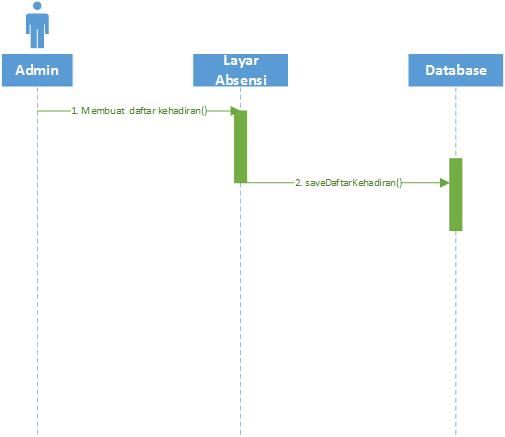 Admin
Layar
Absensi
Database
1. Membuat daftar kehadiran()
2. saveDaftarKehadiran()